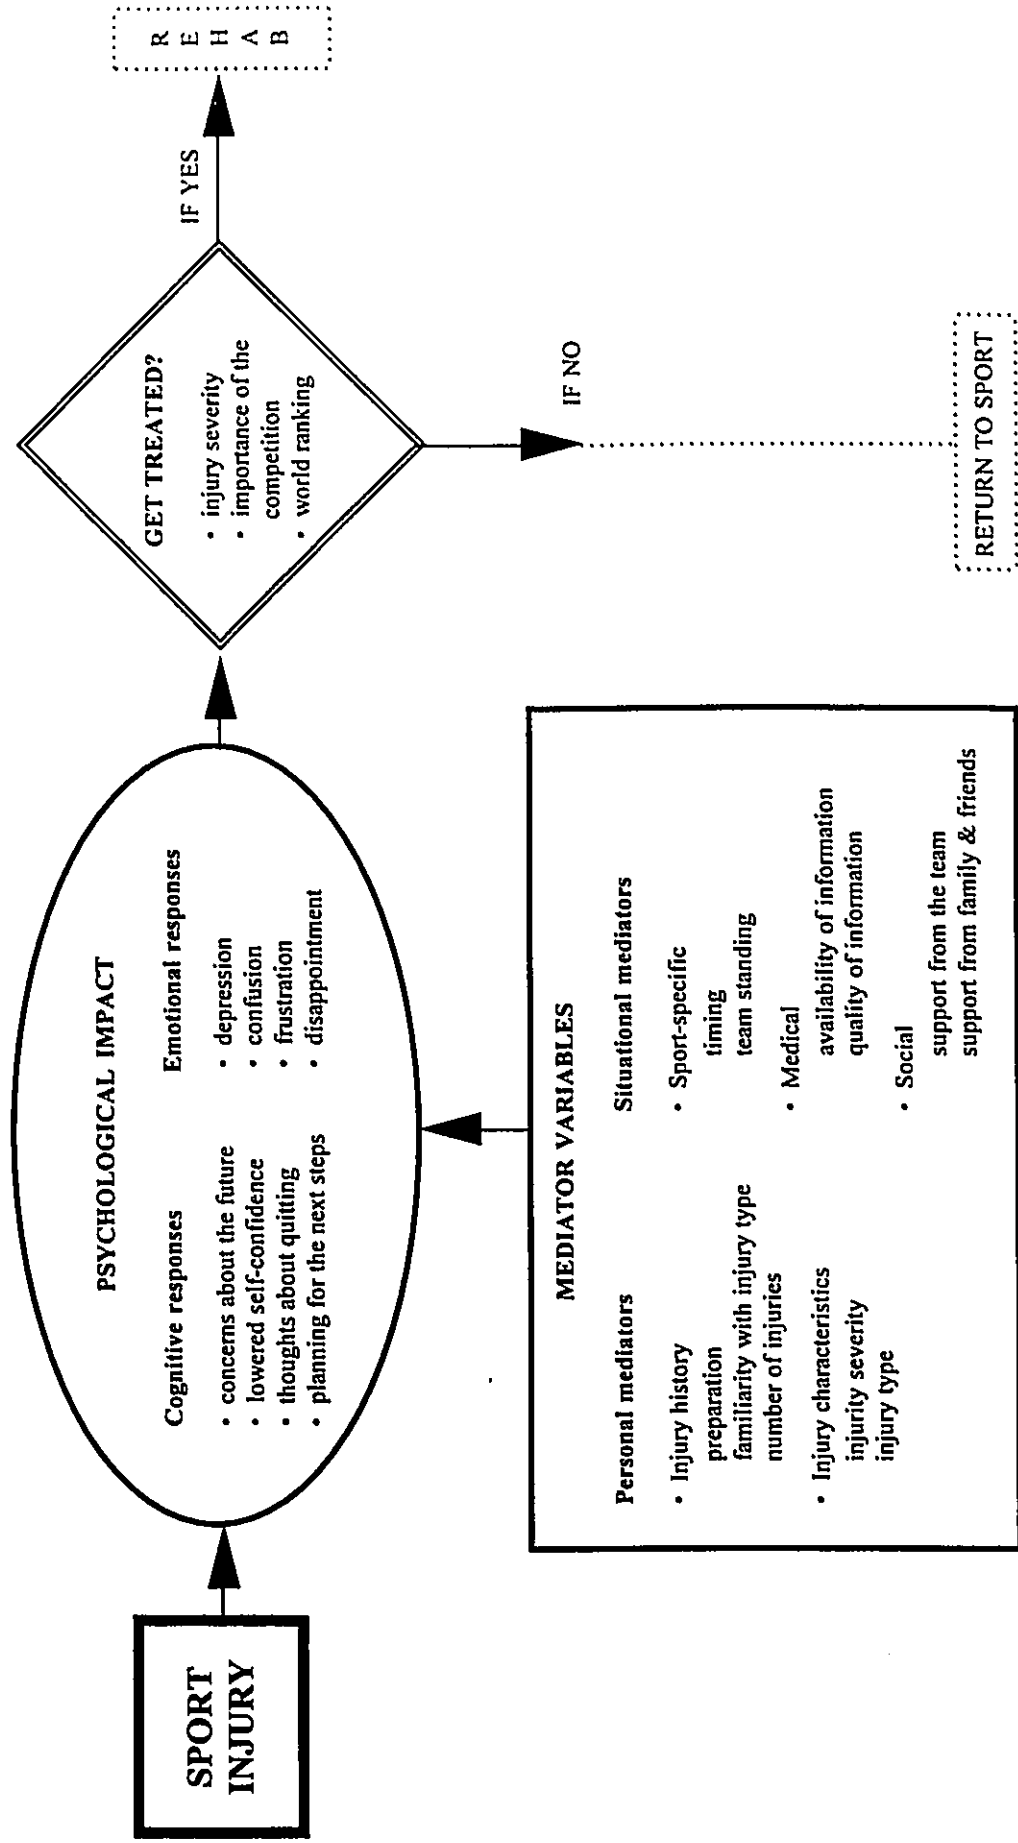 SPORT
INJURY
PSYCHOLOGICAL IMPACT
Cognitive responses
• concerns about the future
• lowered self-confidence
• thoughts about quitting
• planning for the next steps
Emotional responses
• depression
• confusion
• frustration
• disappointment
MEDIATOR VARIABLES
Personal mediators
• Injury history
preparation
familiarity with injury type
number of injuries
• Injury characteristics
injurity severity
injury type
Situational mediators
• Sport-specific
timing
team standing
• Medical
availability of information
quality of information
• Social
support from the team
support from family & friends
GET TREATED?
• injury severity
• importance of the
competition
• world ranking
IF YES
R
E
H
A
B
IF NO
RETURN TO SPORT